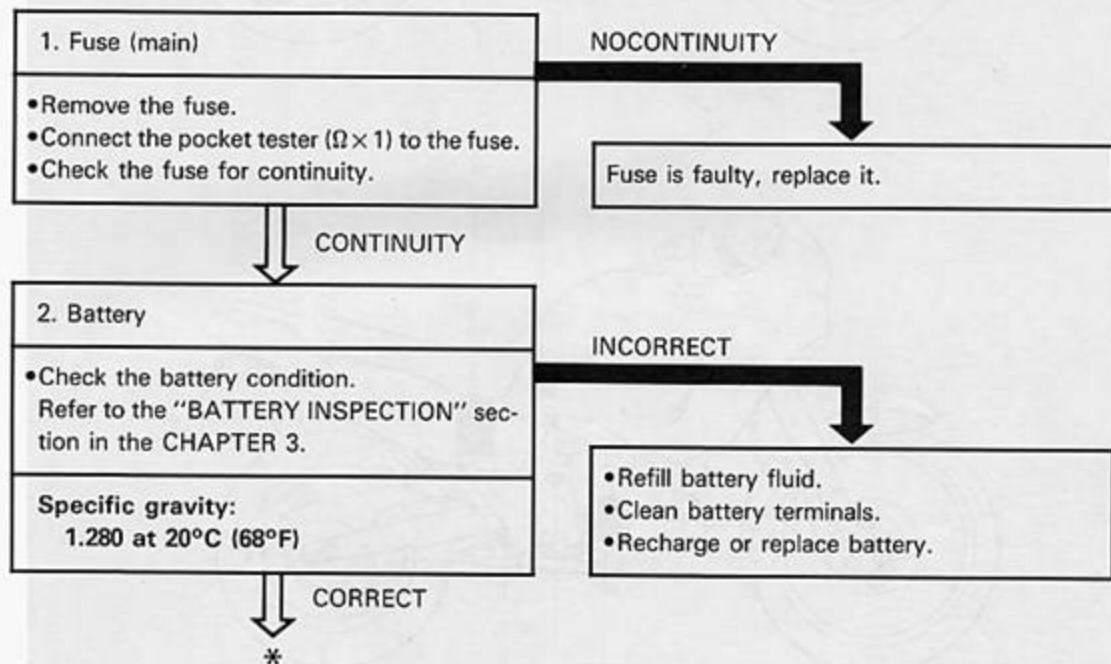 1. Fuse (main)
•Remove the fuse.
•Connect the pocket tester (Ω×1) to the fuse.
•Check the fuse for continuity.
NOCONTINUITY
Fuse is faulty, replace it.
CONTINUITY
2. Battery
•Check the battery condition.
Refer to the "BATTERY INSPECTION" sec-
tion in the CHAPTER 3.
Specific gravity:
1.280 at 20°C (68°F)
INCORRECT
•Refill battery fluid.
•Clean battery terminals.
•Recharge or replace battery.
CORRECT
*